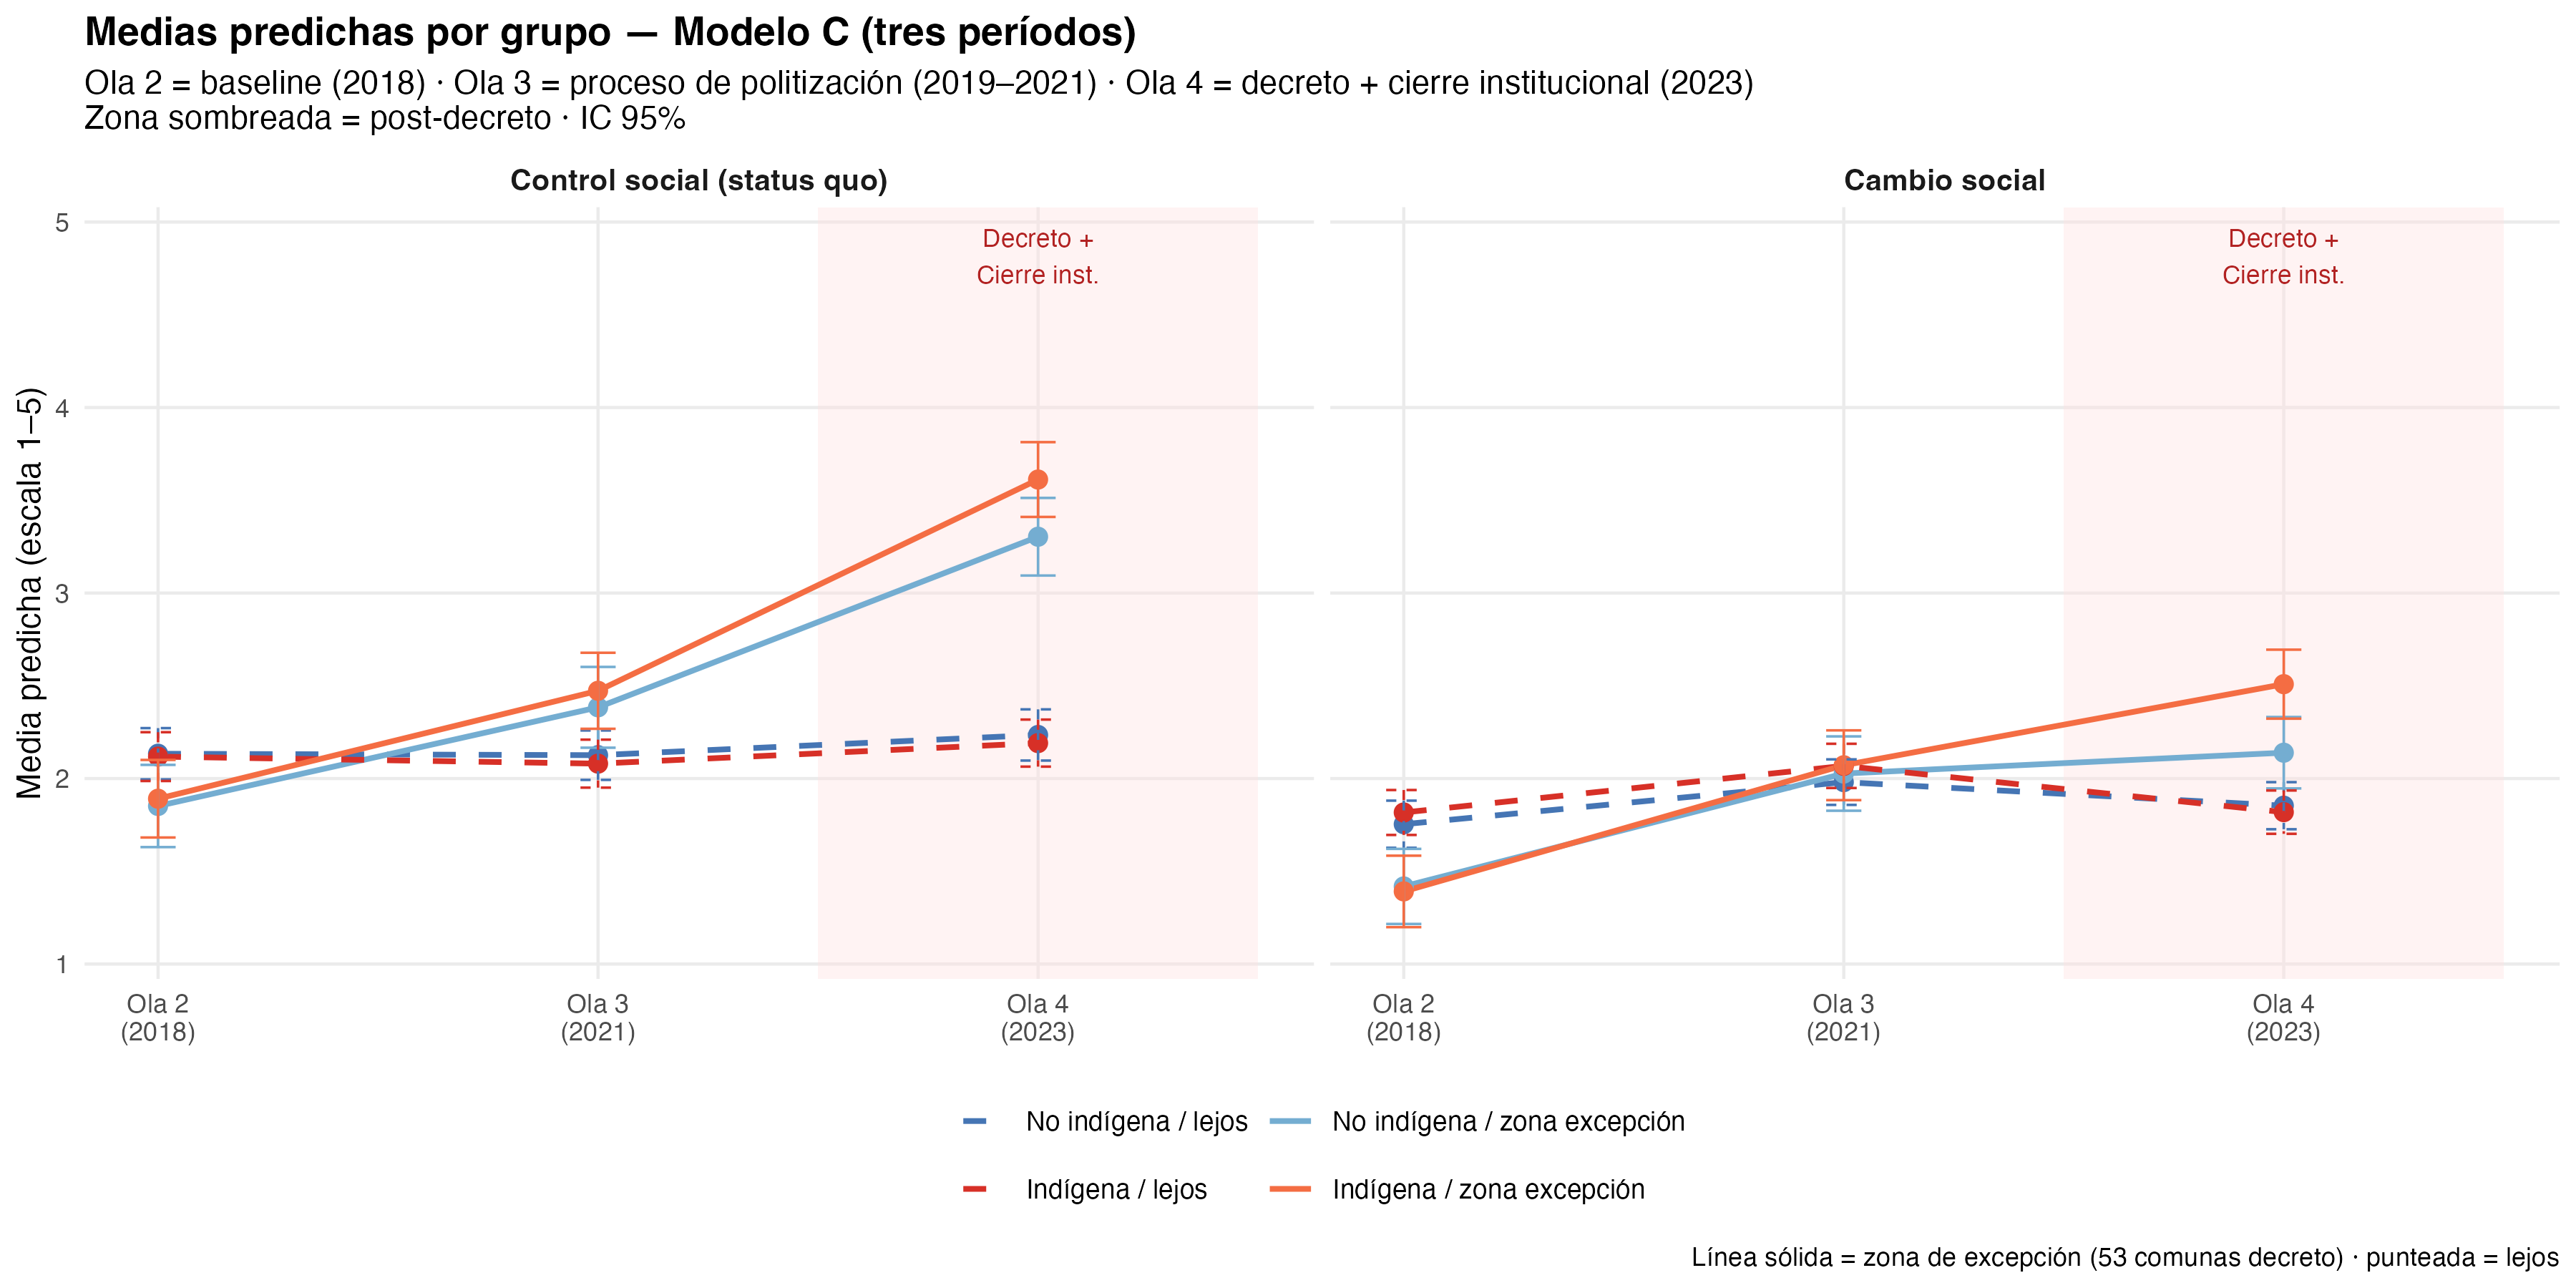 Medias predichas por grupo — Modelo C (tres períodos)
Ola 2 = baseline (2018) · Ola 3 = proceso de politización (2019–2021) · Ola 4 = decreto + cierre institucional (2023)
Zona sombreada = post-decreto · IC 95%
Control social (status quo)
Cambio social
Media predicha (escala 1–5)
5
4
3
2
1
Decreto +
Cierre inst.
Decreto +
Cierre inst.
Ola 2
(2018)
Ola 3
(2021)
Ola 4
(2023)
Ola 2
(2018)
Ola 3
(2021)
Ola 4
(2023)
No indígena / lejos
No indígena / zona excepción
Indígena / lejos
Indígena / zona excepción
Línea sólida = zona de excepción (53 comunas decreto) · punteada = lejos